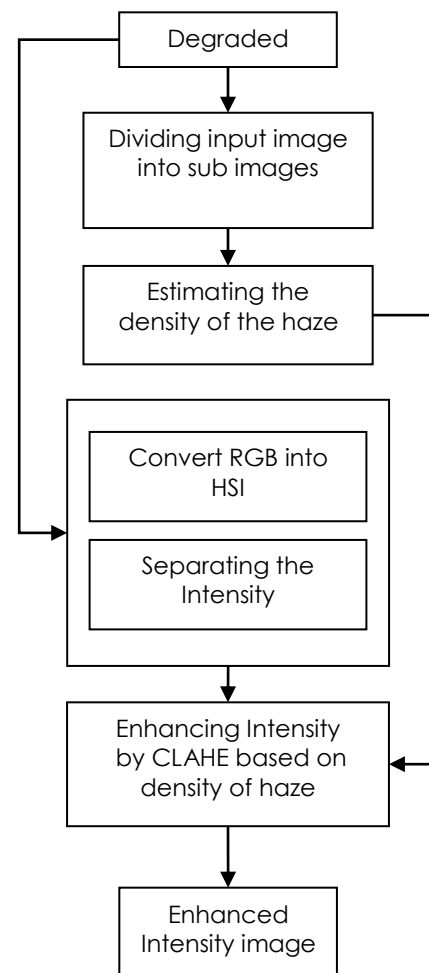 Degraded
Dividing input image
into sub images
Estimating the
density of the haze
Convert RGB into
HSI
Separating the
Intensity
Enhancing Intensity
by CLAHE based on
density of haze
Enhanced
Intensity image